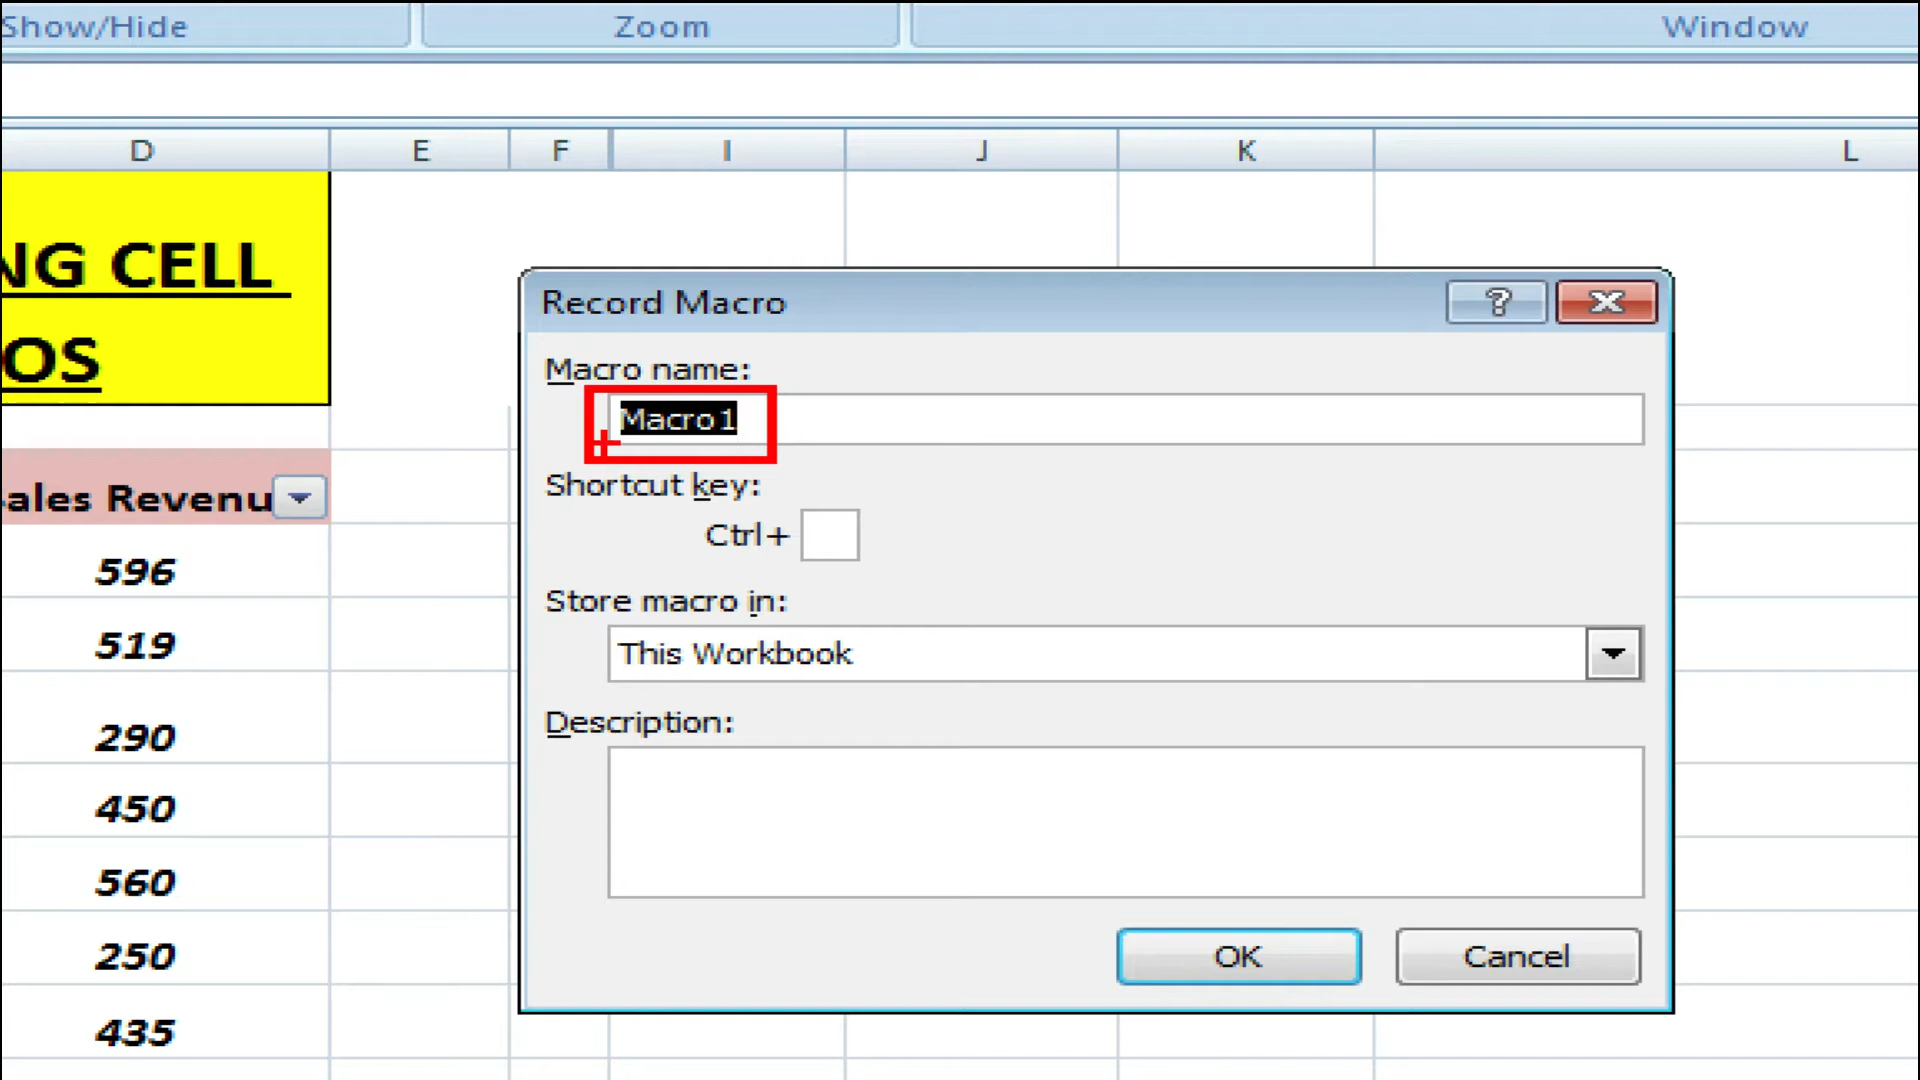 Show/Hide Zoom Window
D E F I J K L
NG CELL
OS
Record Macro ?
Macro name:
Macro1
Shortcut key:
Ctrl+
Store macro in:
This Workbook
Description:
OK Cancel
ales Revenu
596
519
290
450
560
250
435